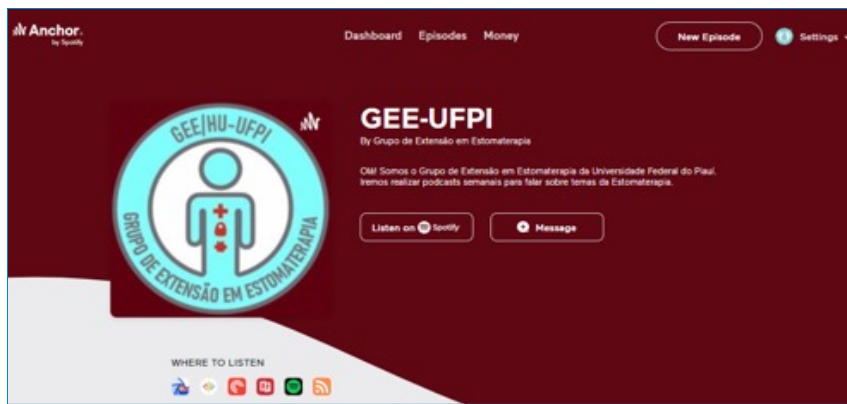 Anchor.
by Spotify
Dashboard Episodes Money
New Episode
Settings
GEE/HU-UFPI
GRUPO DE EXTENSÃO EM ESTOMATERAPIA
GEE-UFPI
By Grupo de Extensão em Estomaterapia
Olá! Somos o Grupo de Extensão em Estomaterapia da Universidade Federal do Piauí.
Iremos realizar podcasts semanais para falar sobre temas da Estomaterapia.
Listen on Spotify
Message
WHERE TO LISTEN